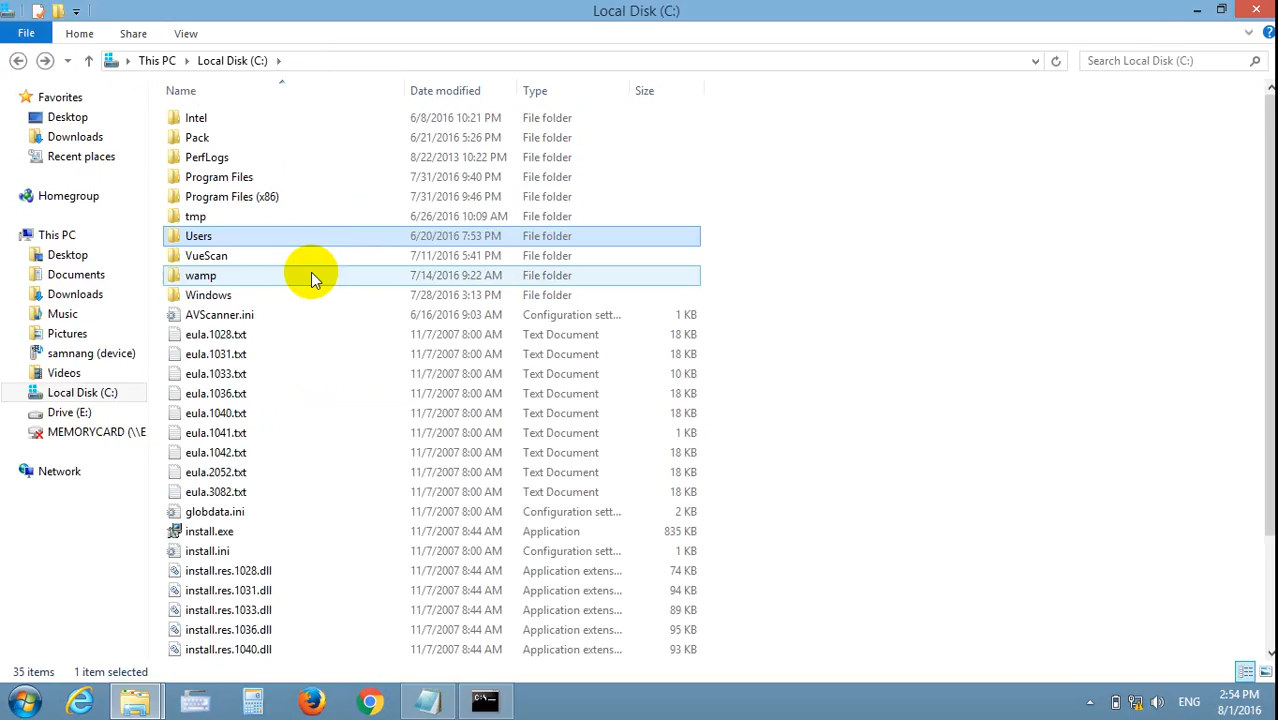 Local Disk (C:)
File Home Share View
This PC Local Disk (C:) Search Local Disk (C:)
Name Date modified Type Size
Favorites
Desktop
Downloads
Recent places
Homegroup
This PC
Desktop
Documents
Downloads
Music
Pictures
samnang (device)
Videos
Local Disk (C:)
Drive (E:)
MEMORYCARD (\\E
Network
Intel 6/8/2016 10:21 PM File folder
Pack 6/21/2016 5:26 PM File folder
PerfLogs 8/22/2013 10:22 PM File folder
Program Files 7/31/2016 9:40 PM File folder
Program Files (x86) 7/31/2016 9:46 PM File folder
tmp 6/26/2016 10:09 AM File folder
Users 6/20/2016 7:53 PM File folder
VueScan 7/11/2016 5:41 PM File folder
wamp 7/14/2016 9:22 AM File folder
Windows 7/28/2016 3:13 PM File folder
AVScanner.ini 6/16/2016 9:03 AM Configuration sett... 1 KB
eula.1028.txt 11/7/2007 8:00 AM Text Document 18 KB
eula.1031.txt 11/7/2007 8:00 AM Text Document 18 KB
eula.1033.txt 11/7/2007 8:00 AM Text Document 10 KB
eula.1036.txt 11/7/2007 8:00 AM Text Document 18 KB
eula.1040.txt 11/7/2007 8:00 AM Text Document 18 KB
eula.1041.txt 11/7/2007 8:00 AM Text Document 1 KB
eula.1042.txt 11/7/2007 8:00 AM Text Document 18 KB
eula.2052.txt 11/7/2007 8:00 AM Text Document 18 KB
eula.3082.txt 11/7/2007 8:00 AM Text Document 18 KB
globdata.ini 11/7/2007 8:00 AM Configuration sett... 2 KB
install.exe 11/7/2007 8:44 AM Application 835 KB
install.ini 11/7/2007 8:00 AM Configuration sett... 1 KB
install.res.1028.dll 11/7/2007 8:44 AM Application extens... 74 KB
install.res.1031.dll 11/7/2007 8:44 AM Application extens... 94 KB
install.res.1033.dll 11/7/2007 8:44 AM Application extens... 89 KB
install.res.1036.dll 11/7/2007 8:44 AM Application extens... 95 KB
install.res.1040.dll 11/7/2007 8:44 AM Application extens... 93 KB
35 items 1 item selected
ENG
2:54 PM
8/1/2016